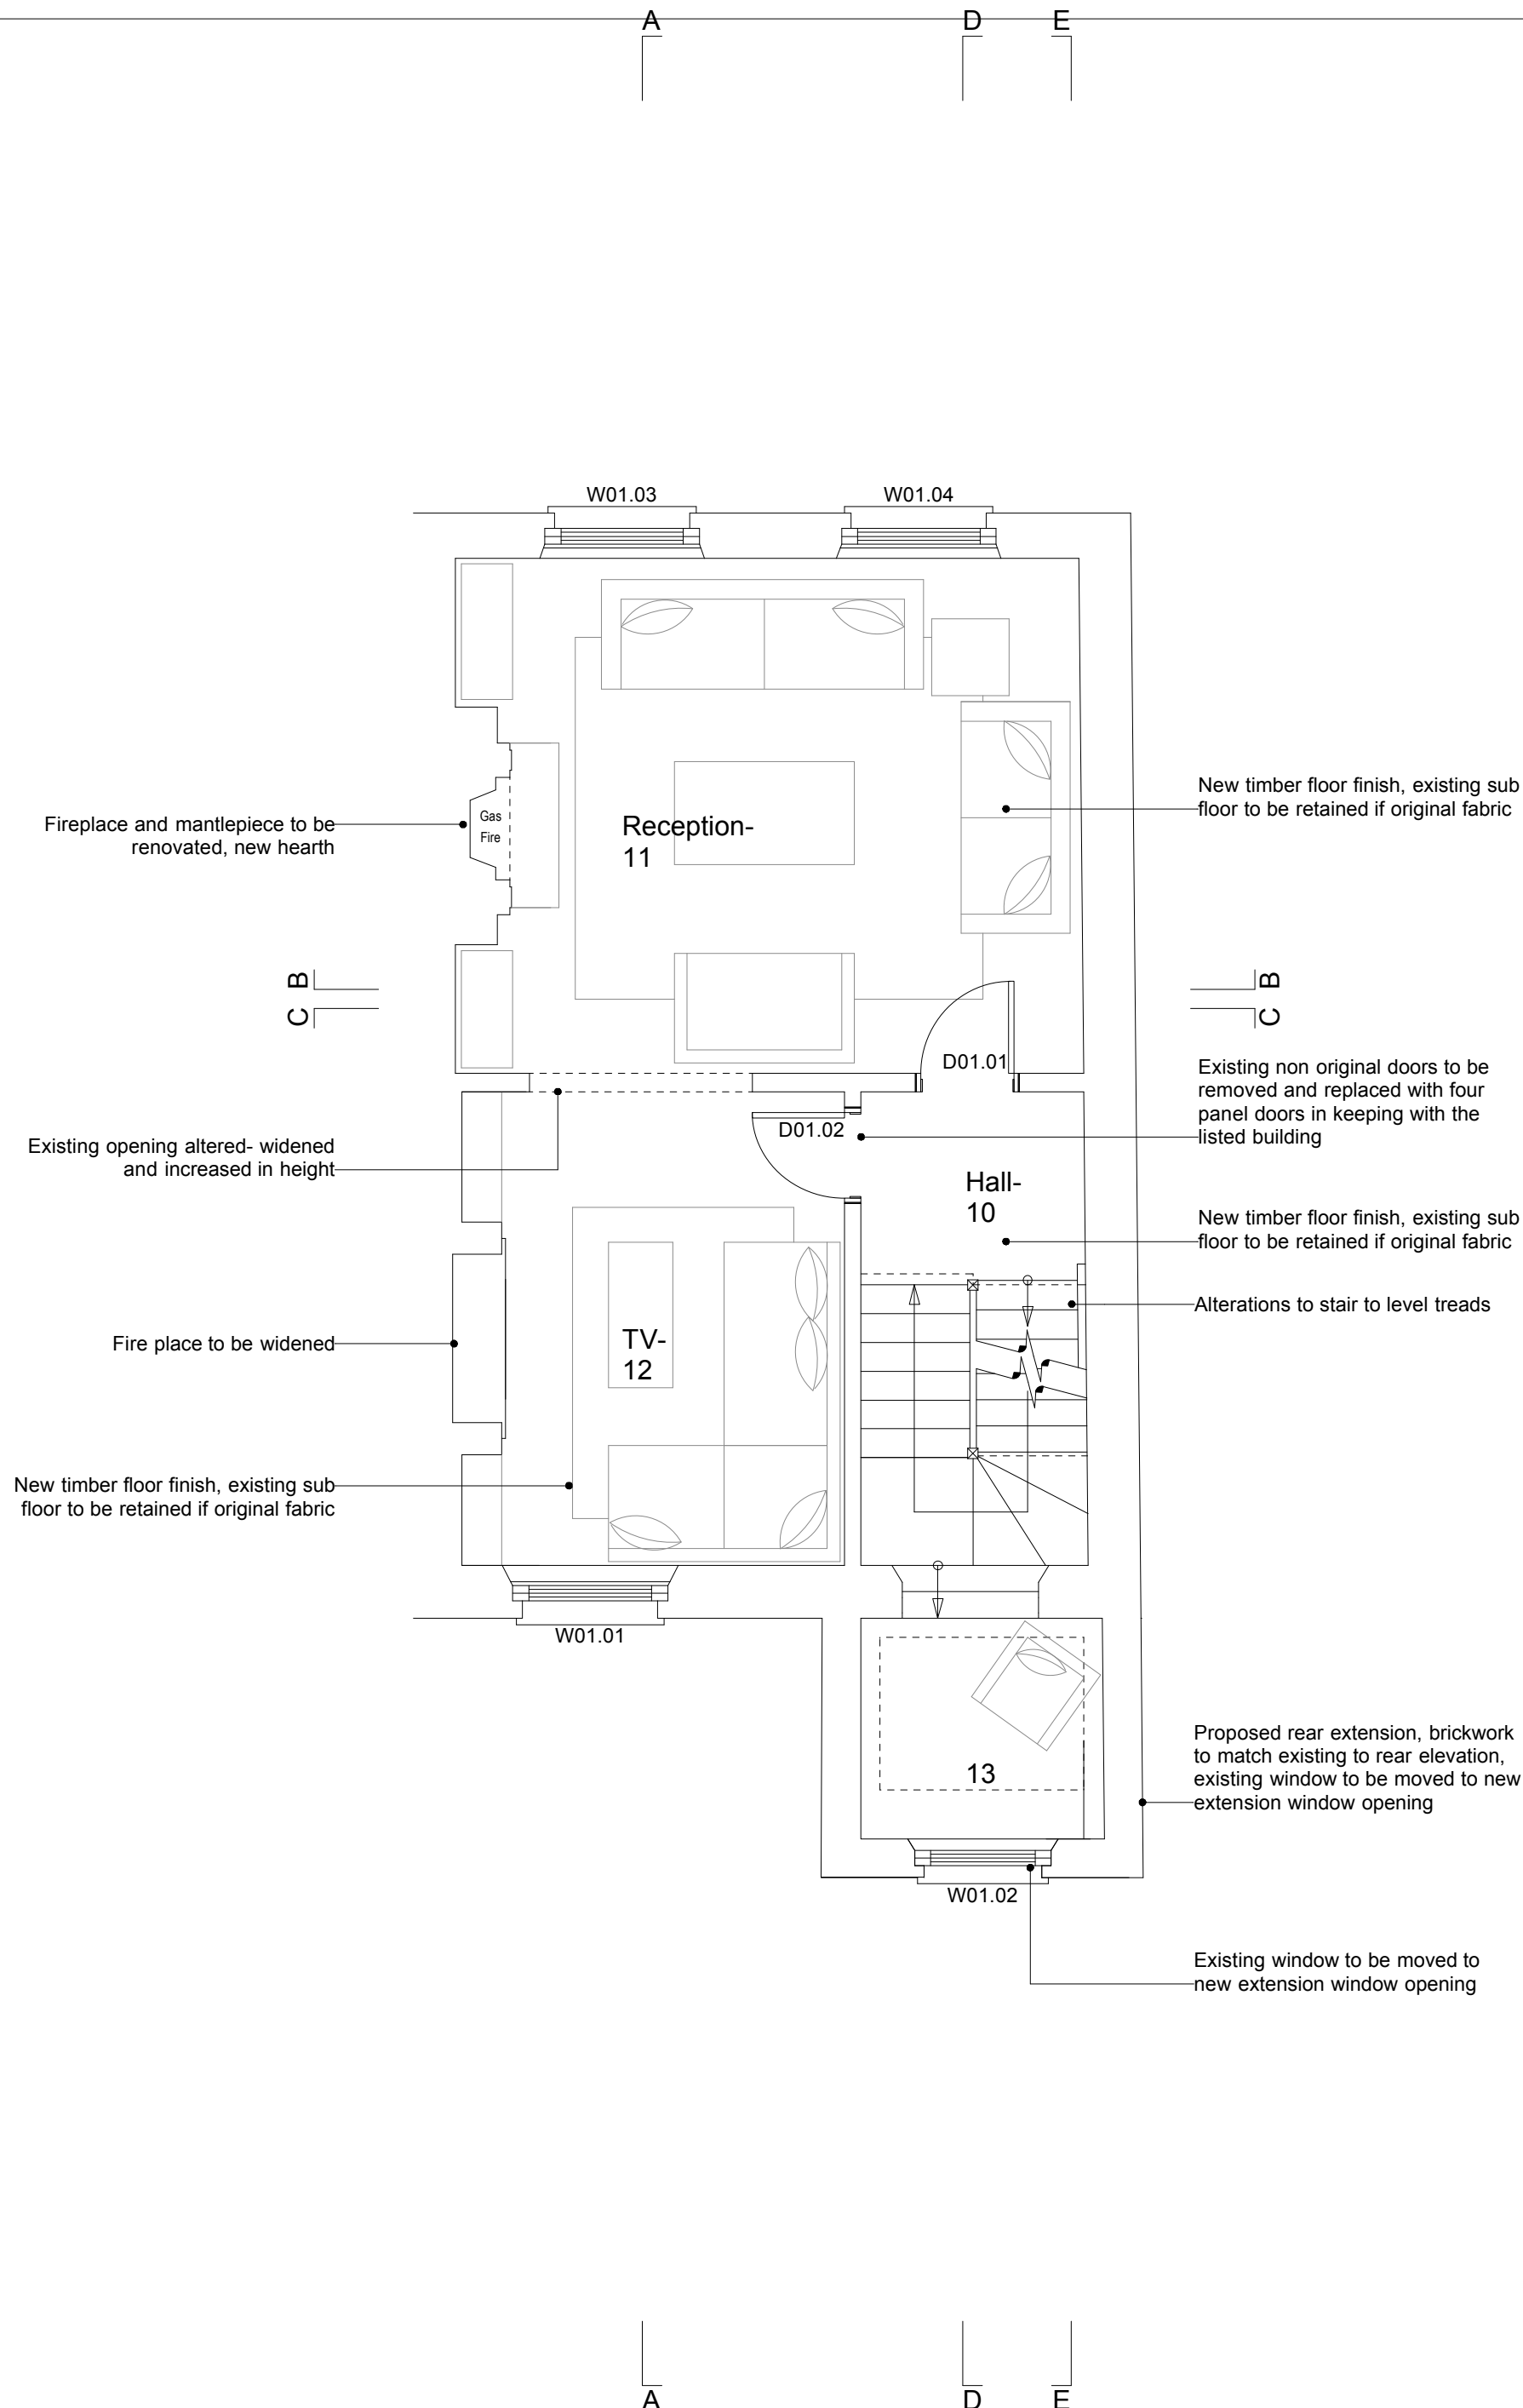 A
D
E
W01.03
W01.04
New timber floor finish, existing sub
floor to be retained if original fabric
Fireplace and mantlepiece to be
renovated, new hearth
Gas
Fire
Reception-
11
B
C
B
C
D01.01
Existing non original doors to be
removed and replaced with four
panel doors in keeping with the
listed building
D01.02
Existing opening altered- widened
and increased in height
Hall-
10
New timber floor finish, existing sub
floor to be retained if original fabric
Alterations to stair to level treads
Fire place to be widened
TV-
12
New timber floor finish, existing sub
floor to be retained if original fabric
W01.01
Proposed rear extension, brickwork
to match existing to rear elevation,
existing window to be moved to new
extension window opening
13
W01.02
Existing window to be moved to
new extension window opening
A
D
E